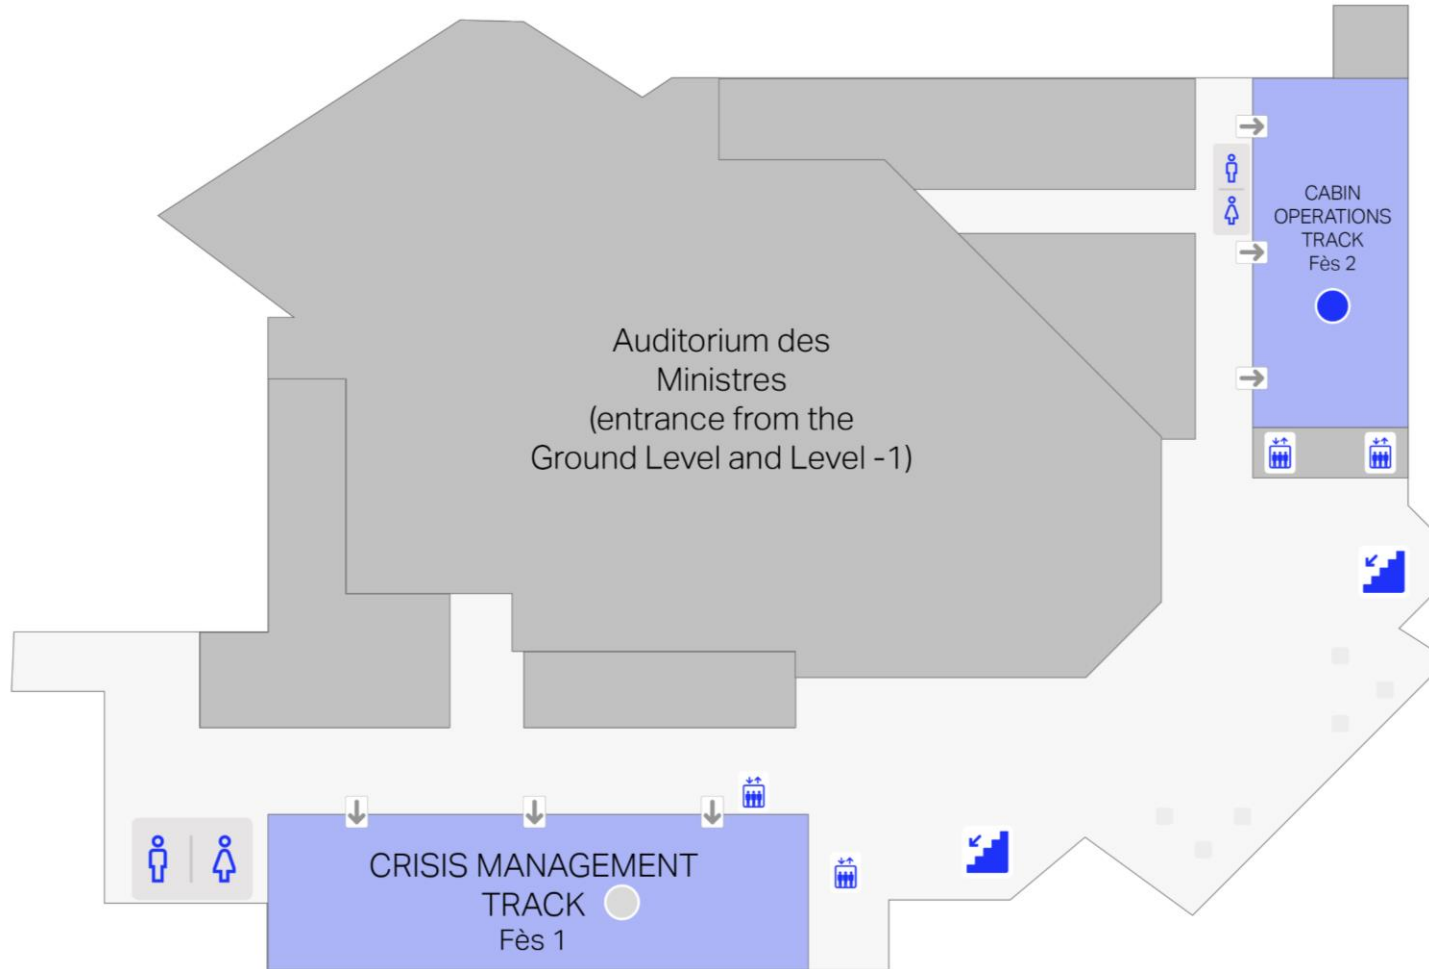 CABIN
OPERATIONS
TRACK
Fès 2
Auditorium des
Ministres
(entrance from the
Ground Level and Level -1)
CRISIS MANAGEMENT
TRACK
Fès 1